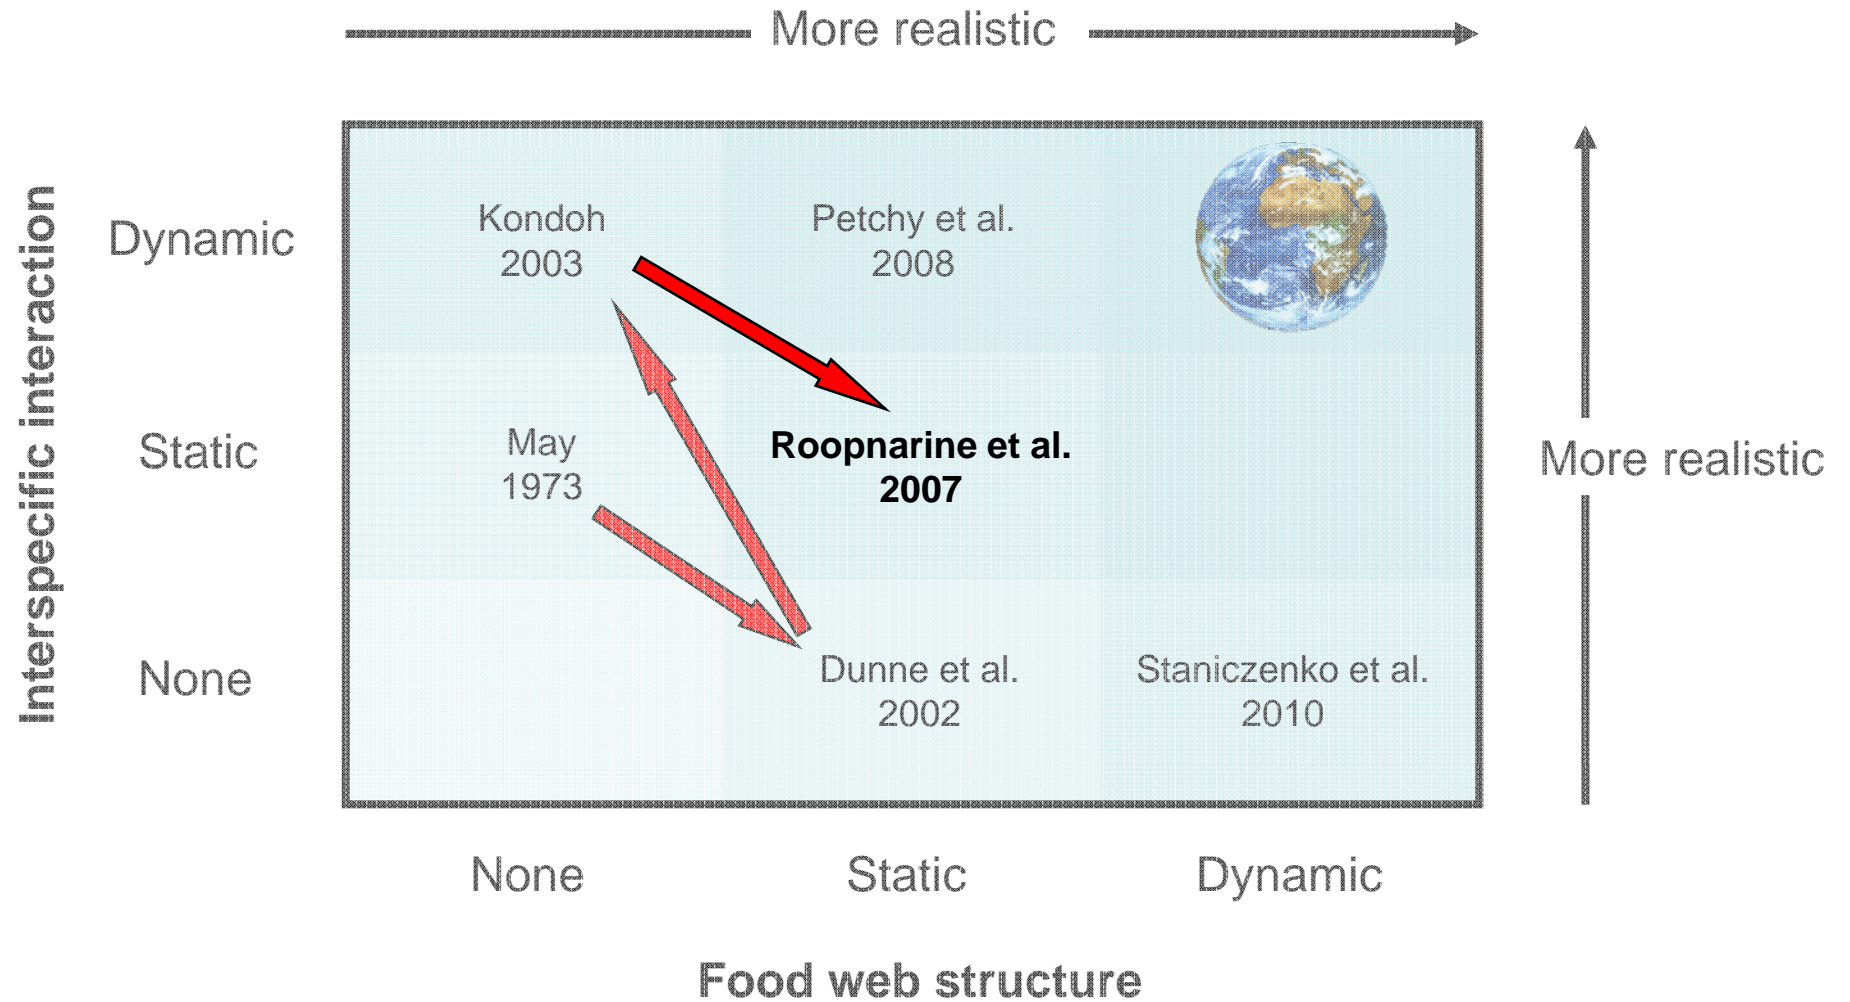 More realistic
Interspecific interaction
Dynamic
Kondoh
2003
Petchy et al.
2008
Static
May
1973
Roopnarine et al.
2007
More realistic
None
Dunne et al.
2002
Staniczenko et al.
2010
None
Static
Dynamic
Food web structure